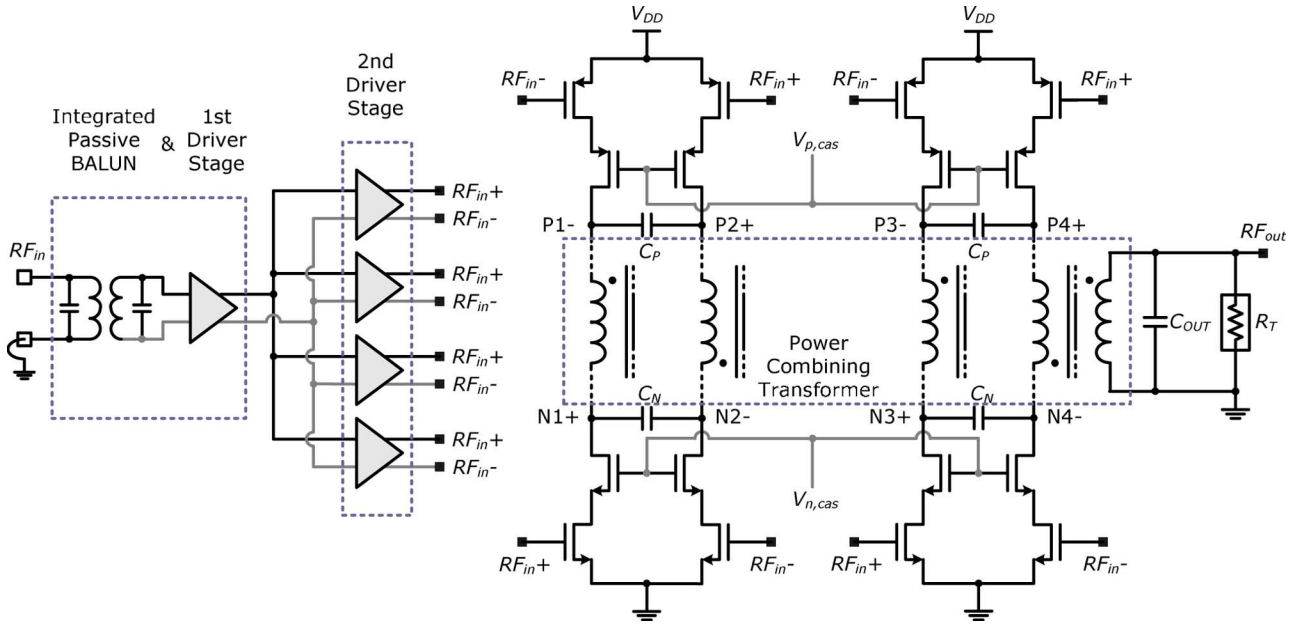 Integrated
Passive
BALUN
&
1st
Driver
Stage
2nd
Driver
Stage
RFin
RFin+
RFin-
RFin+
RFin-
RFin+
RFin-
RFin+
RFin-
VDD
VDD
RFin-
RFin+
RFin-
RFin+
Vp,cas
P1-
CP
P2+
P3-
CP
P4+
RFout
COUT
RT
Power
Combining
Transformer
N1+
CN
N2-
N3+
CN
N4-
Vn,cas
RFin+
RFin-
RFin+
RFin-